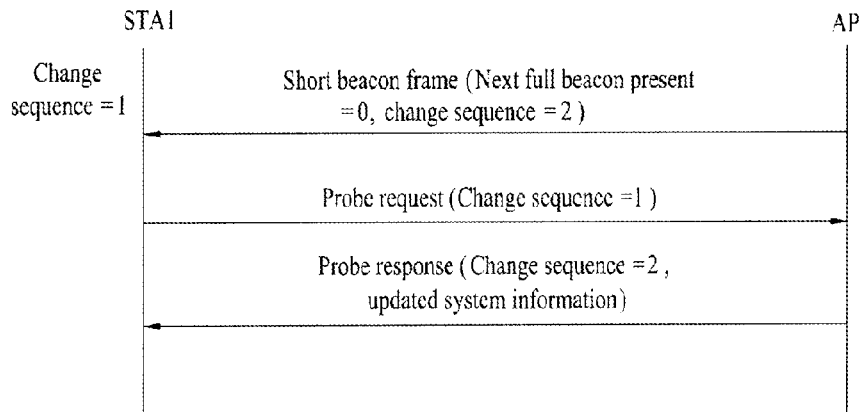 STA1
AP
Change
sequence =1
Short beacon frame (Next full beacon present
=0, change sequence =2 )
Probe request (Change sequence =1 )
Probe response (Change sequence =2 ,
updated system information)